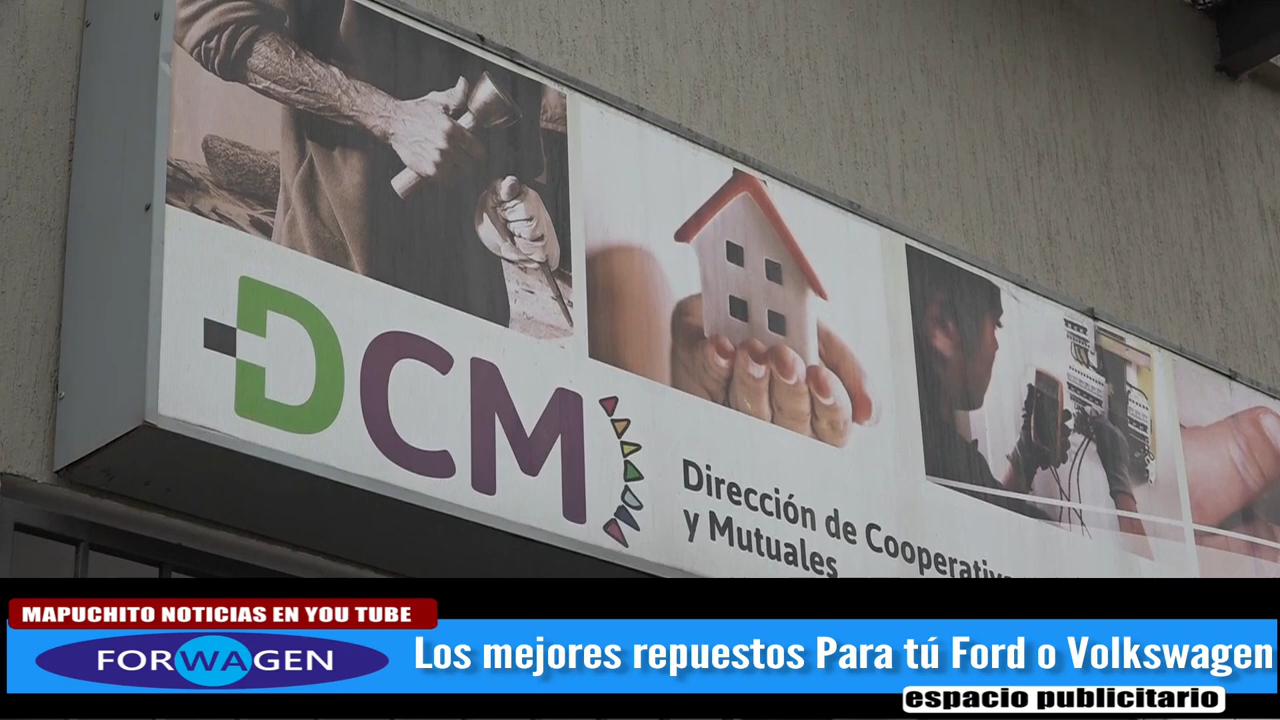 DCM
Dirección de Cooperativ
y Mutuales
MAPUCHITO NOTICIAS EN YOU TUBE
FORWAGEN
Los mejores repuestos Para tú Ford o Volkswagen
espacio publicitario